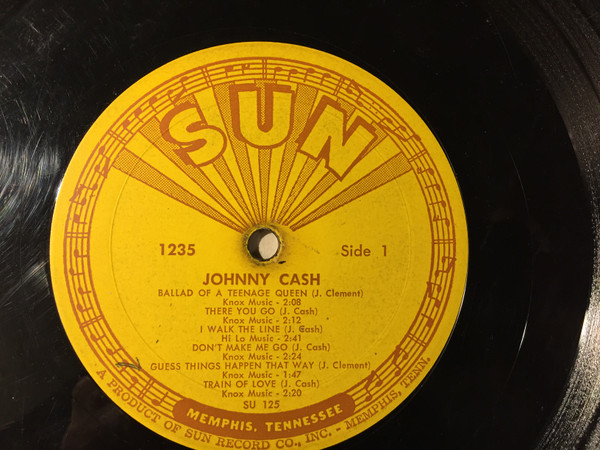 SUN
1235
Side 1
JOHNNY CASH
BALLAD OF A TEENAGE QUEEN (J. Clement)
Knox Music - 2:08
THERE YOU GO (J. Cash)
Knox Music - 2:12
I WALK THE LINE (J. Cash)
Hi Lo Music - 2:41
DON'T MAKE ME GO (J. Cash)
Knox Music - 2:24
GUESS THINGS HAPPEN THAT WAY (J. Clement)
Knox Music - 1:47
TRAIN OF LOVE (J. Cash)
Knox Music - 2:20
SU 125
MEMPHIS, TENNESSEE
A PRODUCT OF SUN RECORD CO., INC. - MEMPHIS, TENN.